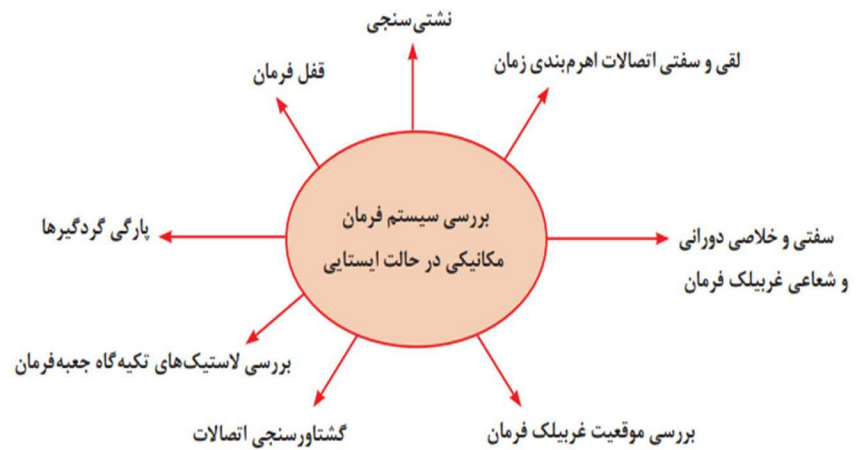 نشتی‌سنجی
لقی و سفتی اتصالات اهرم‌بندی زمان
قفل فرمان
بررسی سیستم فرمان
مکانیکی در حالت ایستایی
سفتی و خلاصی دورانی
و شعاعی غربیلک فرمان
پارگی گردگیرها
بررسی لاستیک‌های تکیه‌گاه جعبه‌فرمان
گشتاورسنجی اتصالات
بررسی موقعیت غربیلک فرمان